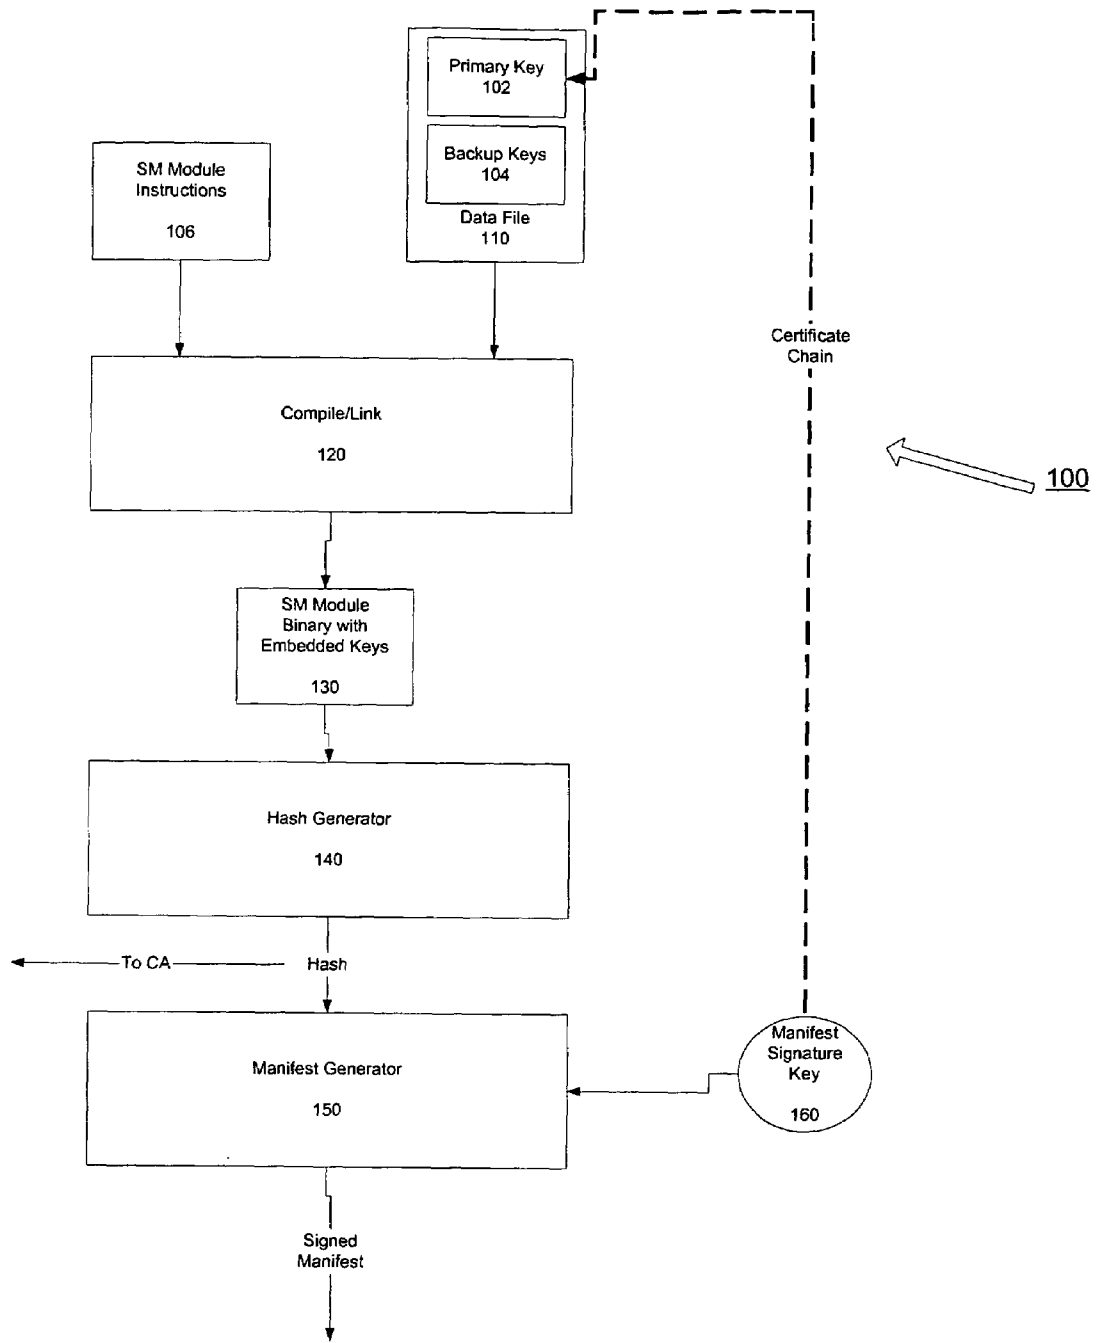 Primary Key
102
Backup Keys
104
Data File
110
SM Module
Instructions
106
Certificate
Chain
Compile/Link
120
100
SM Module
Binary with
Embedded Keys
130
Hash Generator
140
To CA
Hash
Manifest
Signature
Key
160
Manifest Generator
150
Signed
Manifest